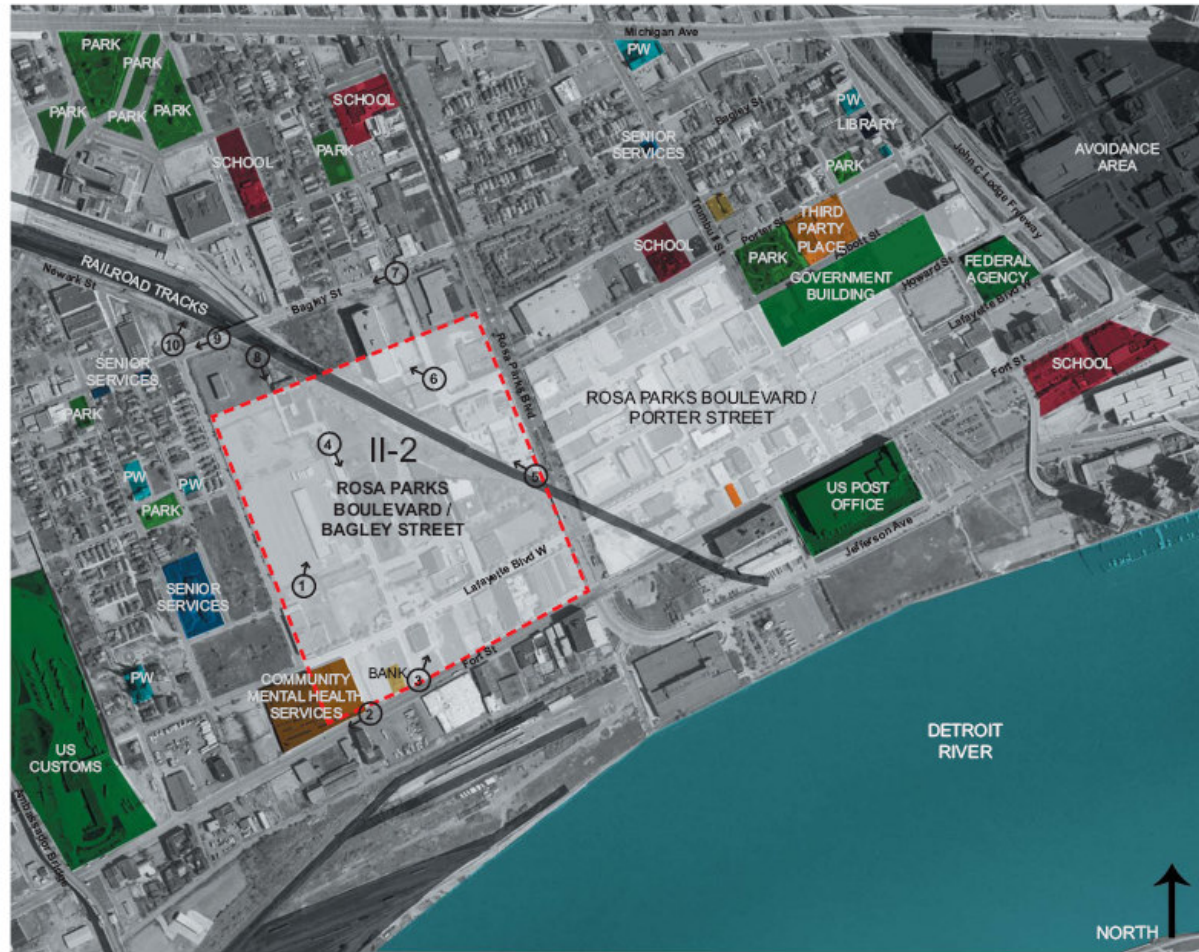 Michigan Ave
PARK
PARK
PARK
PARK
PARK
PW
SCHOOL
PW
LIBRARY
Bagley St
SENIOR
SERVICES
PARK
SCHOOL
PARK
John C Lodge Freeway
AVOIDANCE
AREA
THIRD
PARTY
PLACE
Trumbull St
Porter St
Abbott St
SCHOOL
PARK
GOVERNMENT
BUILDING
Howard St
FEDERAL
AGENCY
Lafayette Blvd W
RAILROAD TRACKS
Newark St
Bagley St
7
10
9
8
SENIOR
SERVICES
PARK
6
Rosa Parks Blvd
Fort St
SCHOOL
ROSA PARKS BOULEVARD /
PORTER STREET
4
II-2
ROSA PARKS
BOULEVARD /
BAGLEY STREET
5
PW
PW
PARK
US POST
OFFICE
Jefferson Ave
1
Lafayette Blvd W
SENIOR
SERVICES
PW
COMMUNITY
MENTAL HEALTH
SERVICES
BANK
3
Fort St
2
US
CUSTOMS
Ambassador Bridge
DETROIT
RIVER
NORTH